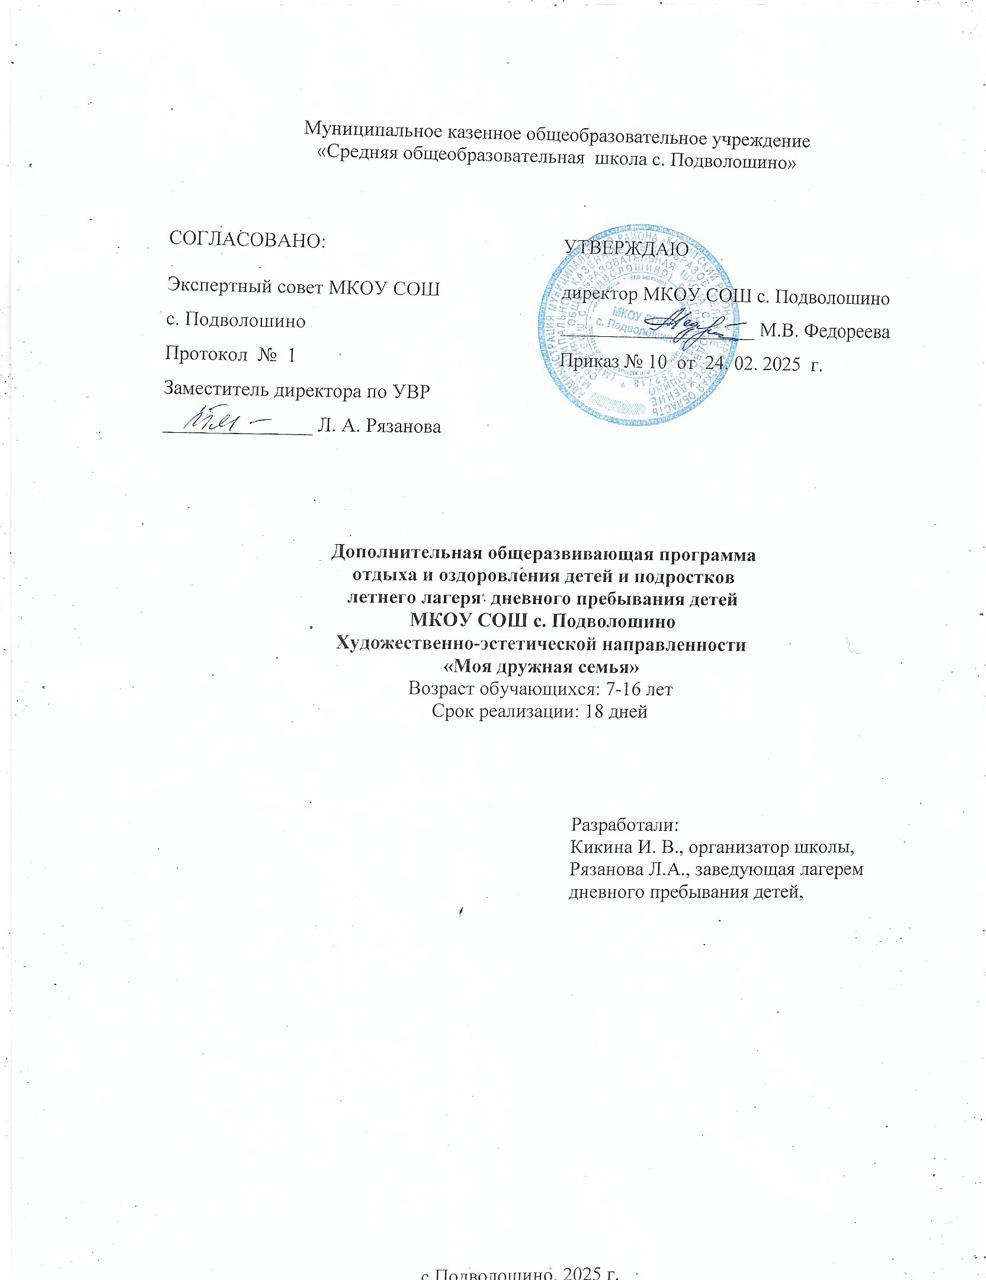 Муниципальное казенное общеобразовательное учреждение
«Средняя общеобразовательная школа с. Подволошино»
СОГЛАСОВАНО:
Экспертный совет МКОУ СОШ
с. Подволошино
Протокол № 1
Заместитель директора по УВР
Л. А. Рязанова
УТВЕРЖДАЮ
директор МКОУ СОШ с. Подволошино
М.В. Федореева
Приказ № 10 от 24. 02. 2025 г.
МКОУ
с. Подволошино
Дополнительная общеразвивающая программа
отдыха и оздоровления детей и подростков
летнего лагеря дневного пребывания детей
МКОУ СОШ с. Подволошино
Художественно-эстетической направленности
«Моя дружная семья»
Возраст обучающихся: 7-16 лет
Срок реализации: 18 дней
Разработали:
Кикина И. В., организатор школы,
Рязанова Л.А., заведующая лагерем
дневного пребывания детей,
с Подволошино, 2025 г.